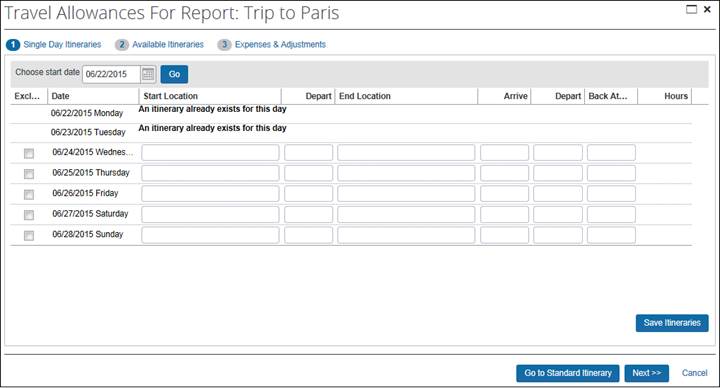 Travel Allowances For Report: Trip to Paris
1 Single Day Itineraries 2 Available Itineraries 3 Expenses & Adjustments
Choose start date 06/22/2015 Go
Excl... Date Start Location Depart End Location Arrive Depart Back At... Hours
06/22/2015 Monday An itinerary already exists for this day
06/23/2015 Tuesday An itinerary already exists for this day
06/24/2015 Wednes...
06/25/2015 Thursday
06/26/2015 Friday
06/27/2015 Saturday
06/28/2015 Sunday
Save Itineraries
Go to Standard Itinerary Next >> Cancel